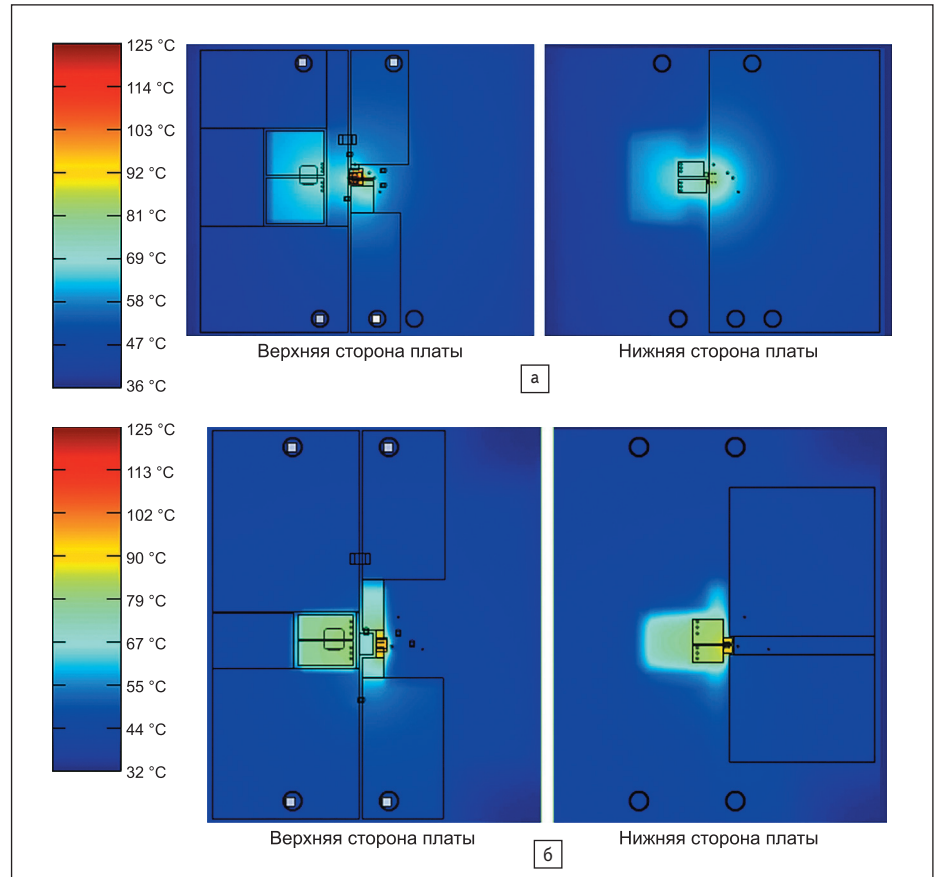 125 °C
114 °C
103 °C
92 °C
81 °C
69 °C
58 °C
47 °C
36 °C
Верхняя сторона платы
Нижняя сторона платы
а
125 °C
113 °C
102 °C
90 °C
79 °C
67 °C
55 °C
44 °C
32 °C
Верхняя сторона платы
Нижняя сторона платы
б